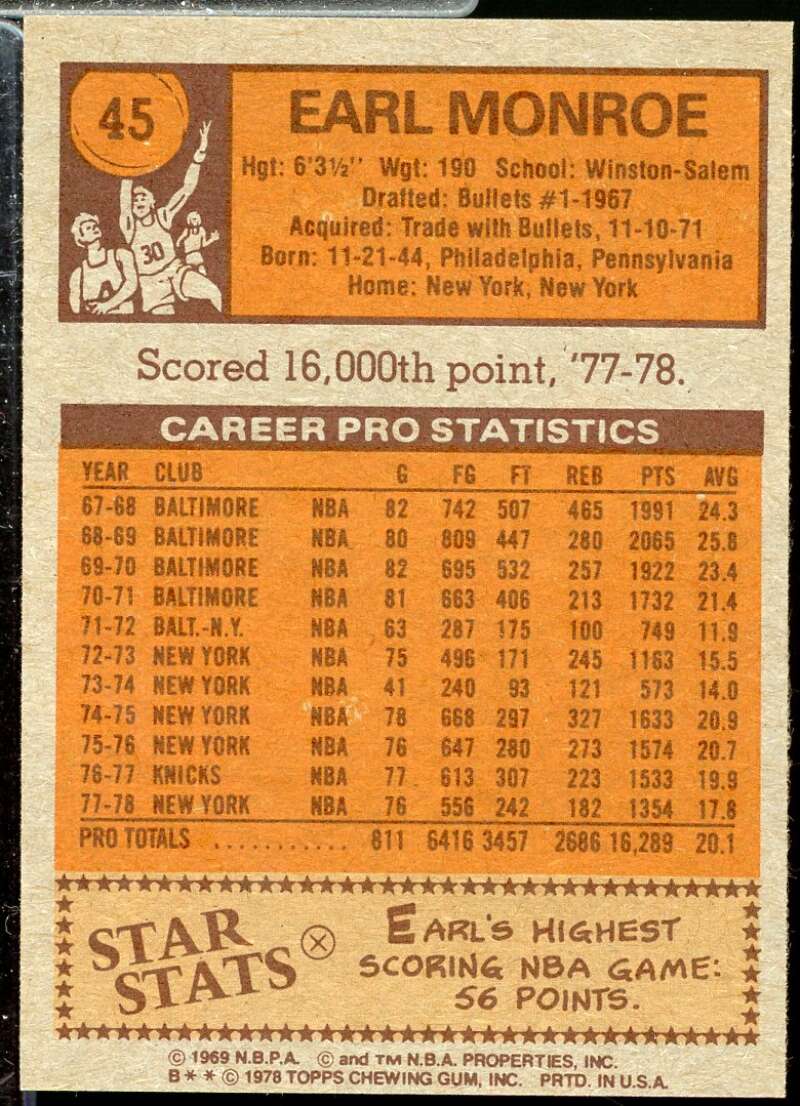 45
EARL MONROE
Hgt: 6'3½" Wgt: 190 School: Winston-Salem
Drafted: Bullets #1-1967
Acquired: Trade with Bullets, 11-10-71
Born: 11-21-44, Philadelphia, Pennsylvania
Home: New York, New York
30
Scored 16,000th point, '77-78.
CAREER PRO STATISTICS
YEAR CLUB G FG FT REB PTS AVG
67-68 BALTIMORE NBA 82 742 507 465 1991 24.3
68-69 BALTIMORE NBA 80 809 447 280 2065 25.8
69-70 BALTIMORE NBA 82 695 532 257 1922 23.4
70-71 BALTIMORE NBA 81 663 406 213 1732 21.4
71-72 BALT.-N.Y. NBA 63 287 175 100 749 11.9
72-73 NEW YORK NBA 75 496 171 245 1163 15.5
73-74 NEW YORK NBA 41 240 93 121 573 14.0
74-75 NEW YORK NBA 78 668 297 327 1633 20.9
75-76 NEW YORK NBA 76 647 280 273 1574 20.7
76-77 KNICKS NBA 77 613 307 223 1533 19.9
77-78 NEW YORK NBA 76 556 242 182 1354 17.8
PRO TOTALS ........... 811 6416 3457 2686 16,289 20.1
STAR STATS
EARL'S HIGHEST
SCORING NBA GAME:
56 POINTS.
© 1969 N.B.P.A. © and TM N.B.A. PROPERTIES, INC.
B** © 1978 TOPPS CHEWING GUM, INC. PRTD. IN U.S.A.